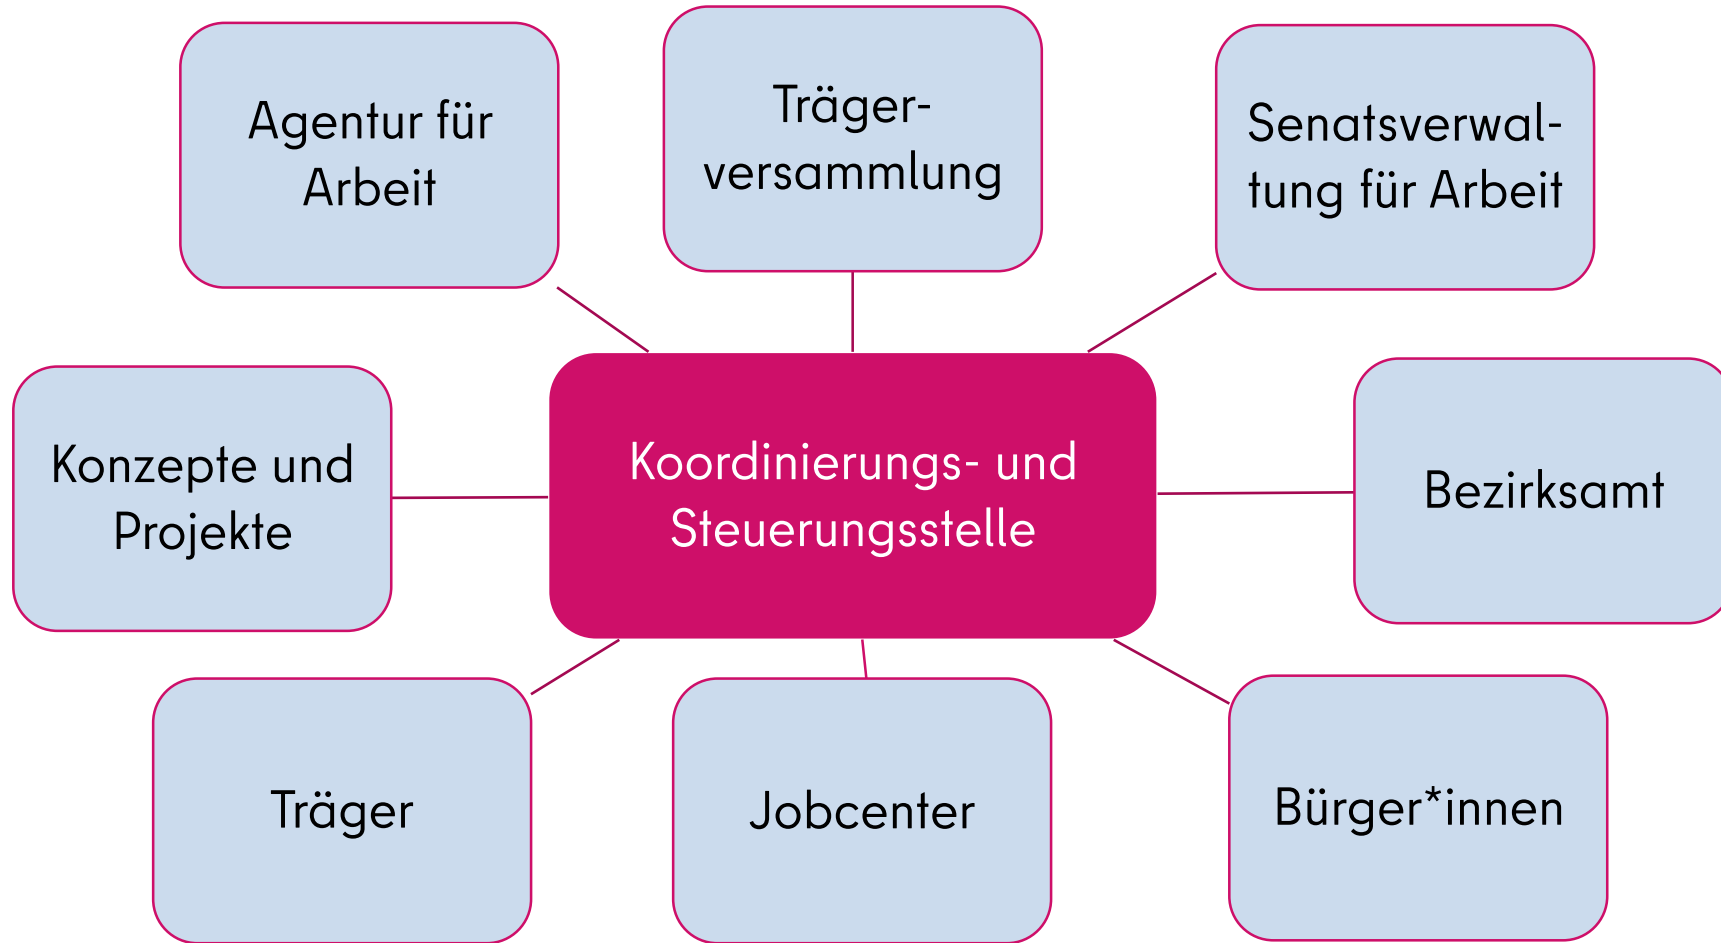 Agentur für
Arbeit
Träger-
versammlung
Senatsverwal-
tung für Arbeit
Konzepte und
Projekte
Koordinierungs- und
Steuerungsstelle
Bezirksamt
Träger
Jobcenter
Bürger*innen